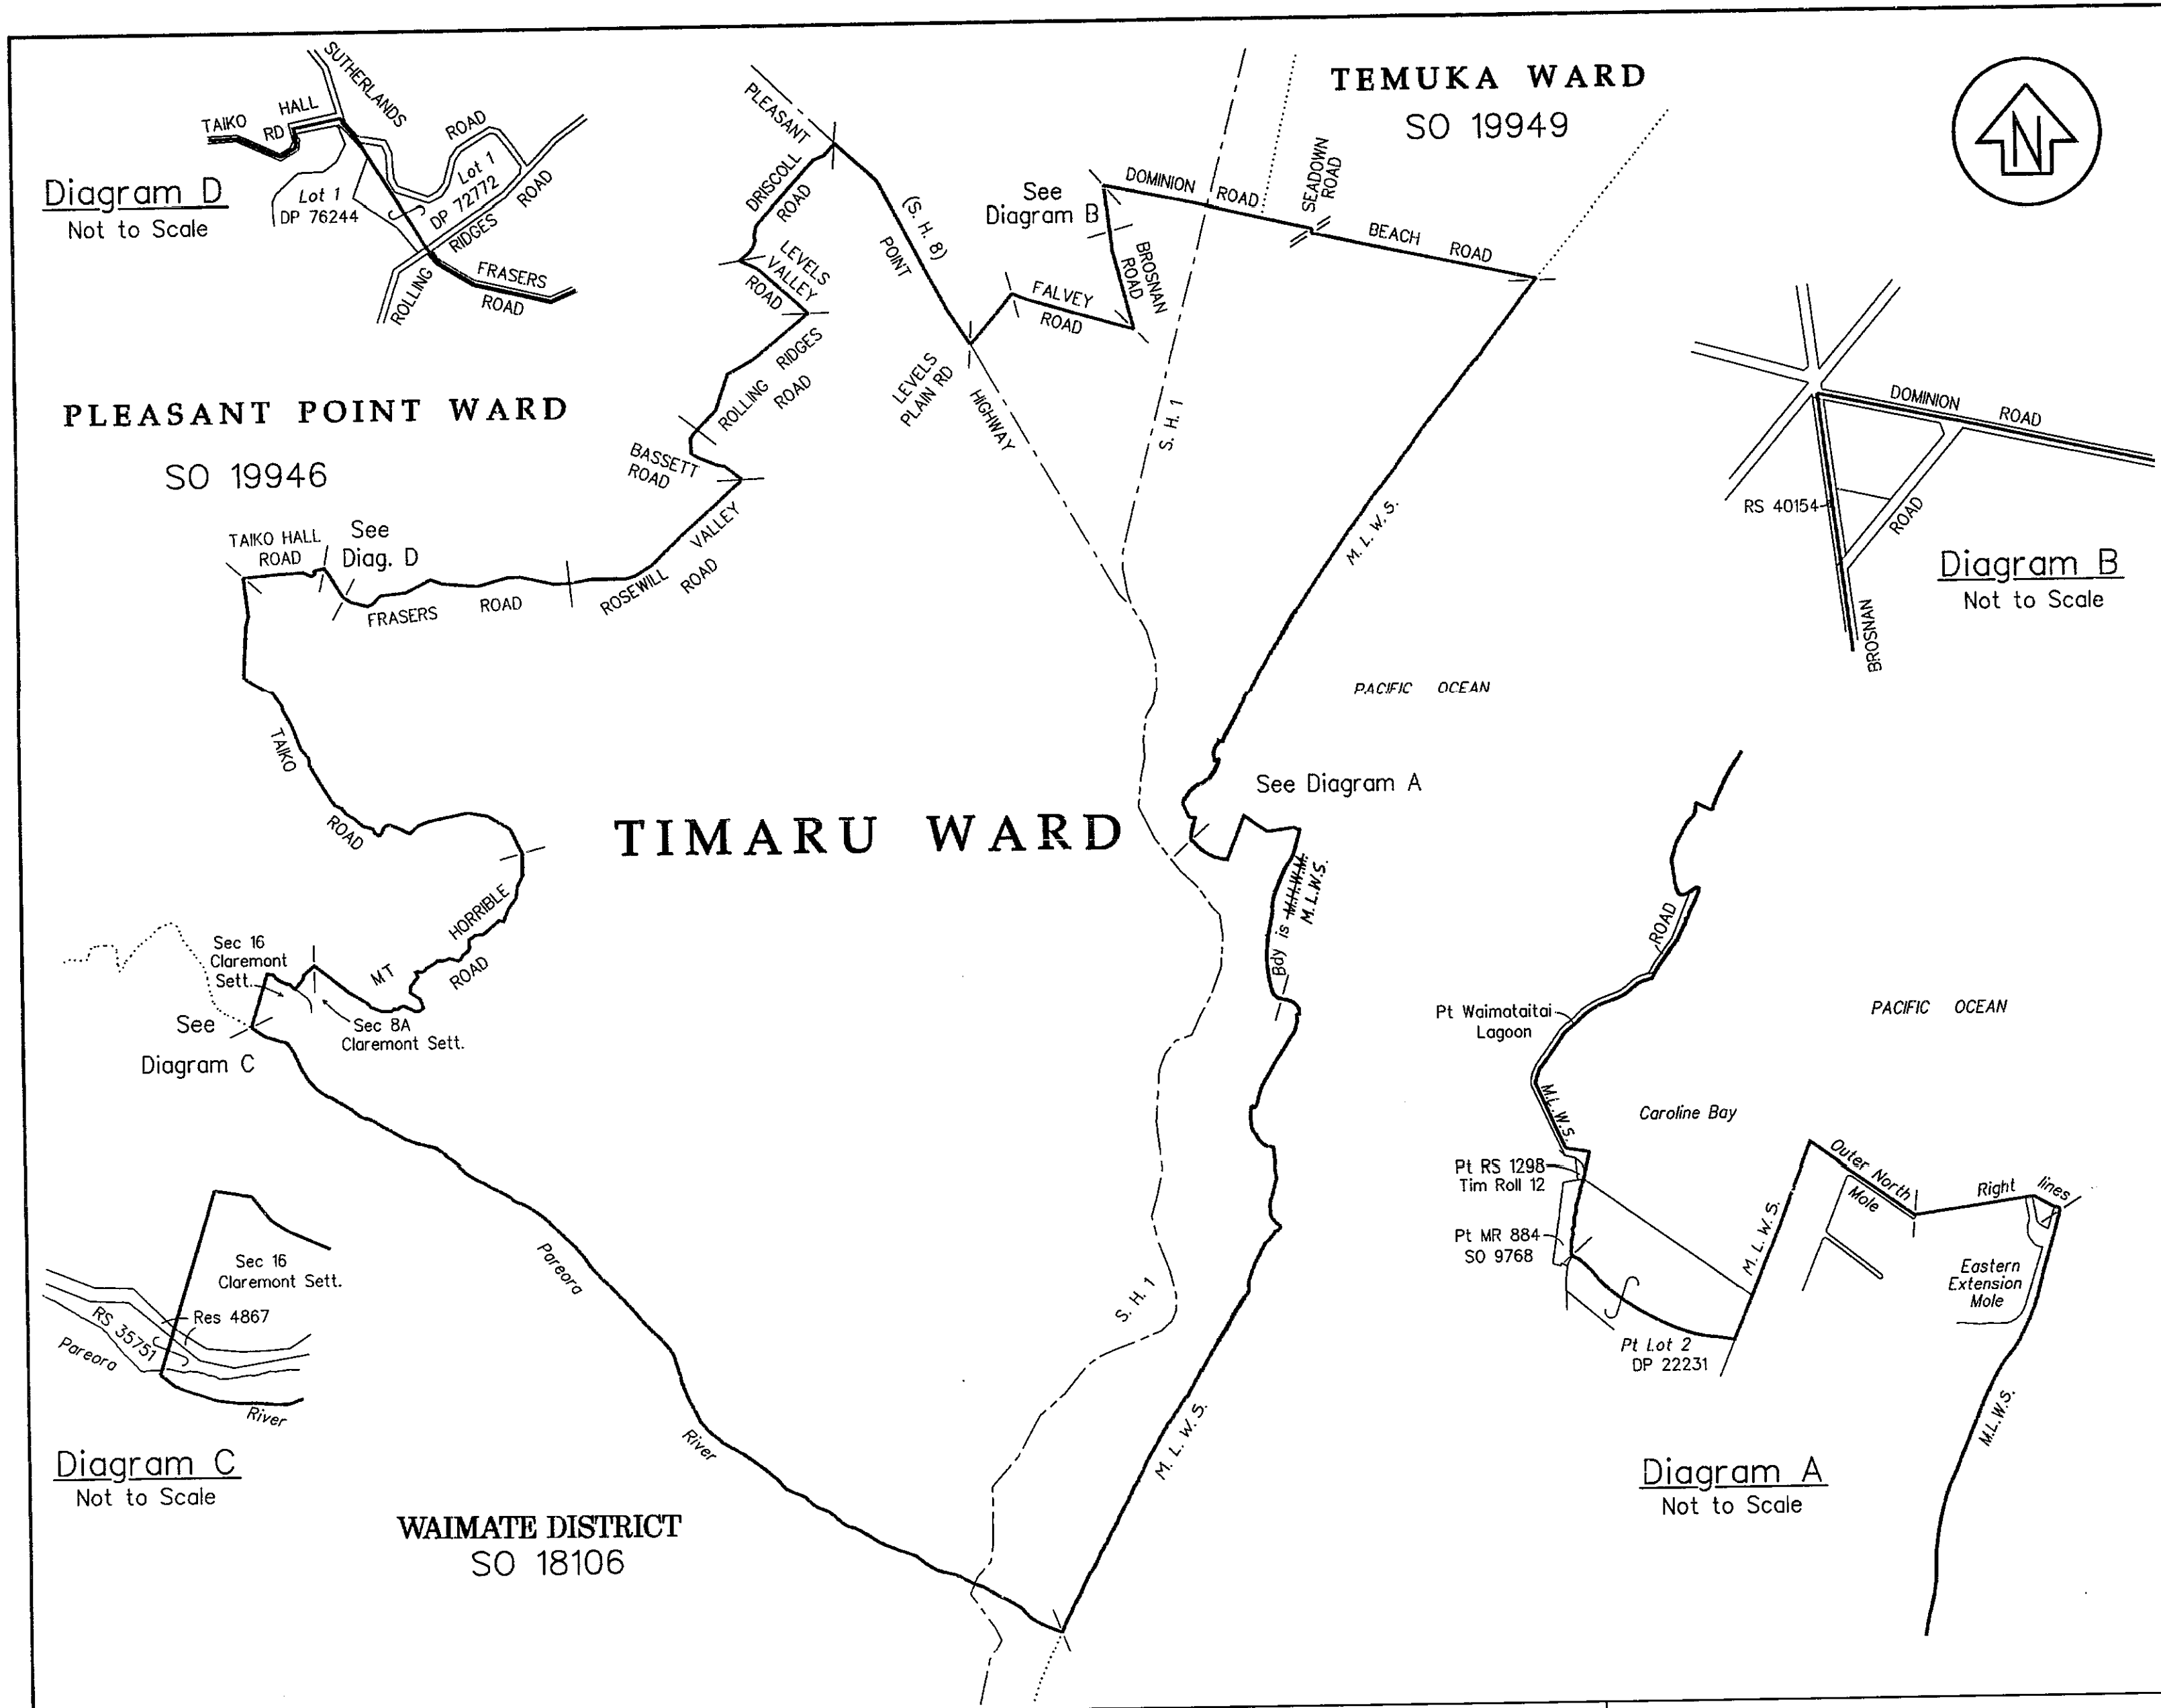 TEMUKA WARD
SO 19949
N
SUTHERLANDS
HALL
TAIKO
RD
ROAD
Lot 1
DP 72772
Lot 1
DP 76244
ROAD
RIDGES
ROLLING
FRASERS
ROAD
Diagram D
Not to Scale
PLEASANT
DRISCOLL
ROAD
(S. H. 8)
POINT
LEVELS
VALLEY
ROAD
See
Diagram B
DOMINION ROAD
SEADOWN
ROAD
BEACH ROAD
BROSNAN
ROAD
FALVEY
ROAD
RIDGES
ROLLING
ROAD
LEVELS
PLAIN RD
HIGHWAY
S. H. 1
PLEASANT POINT WARD
SO 19946
BASSETT
ROAD
VALLEY
ROSEWILL
ROAD
TAIKO HALL
ROAD
See
Diag. D
FRASERS ROAD
M. L. W. S.
DOMINION ROAD
RS 40154
ROAD
BROSNAN
Diagram B
Not to Scale
PACIFIC OCEAN
TAIKO
ROAD
See Diagram A
TIMARU WARD
Bdy is M.H.W.M.
M.L.W.S.
HORRIBLE
MT
ROAD
Sec 16
Claremont
Sett.
See
Diagram C
Sec 8A
Claremont Sett.
ROAD
Pt Waimataitai
Lagoon
PACIFIC OCEAN
M.L.W.S.
Caroline Bay
Pt RS 1298
Tim Roll 12
Outer North
Mole
Right lines
Pt MR 884
SO 9768
M. L. W. S.
Eastern
Extension
Mole
Pt Lot 2
DP 22231
M.L.W.S.
Diagram A
Not to Scale
Sec 16
Claremont Sett.
Res 4867
RS 35751
Pareora
River
Diagram C
Not to Scale
Pareora
River
S. H. 1
M. L. W. S.
WAIMATE DISTRICT
SO 18106